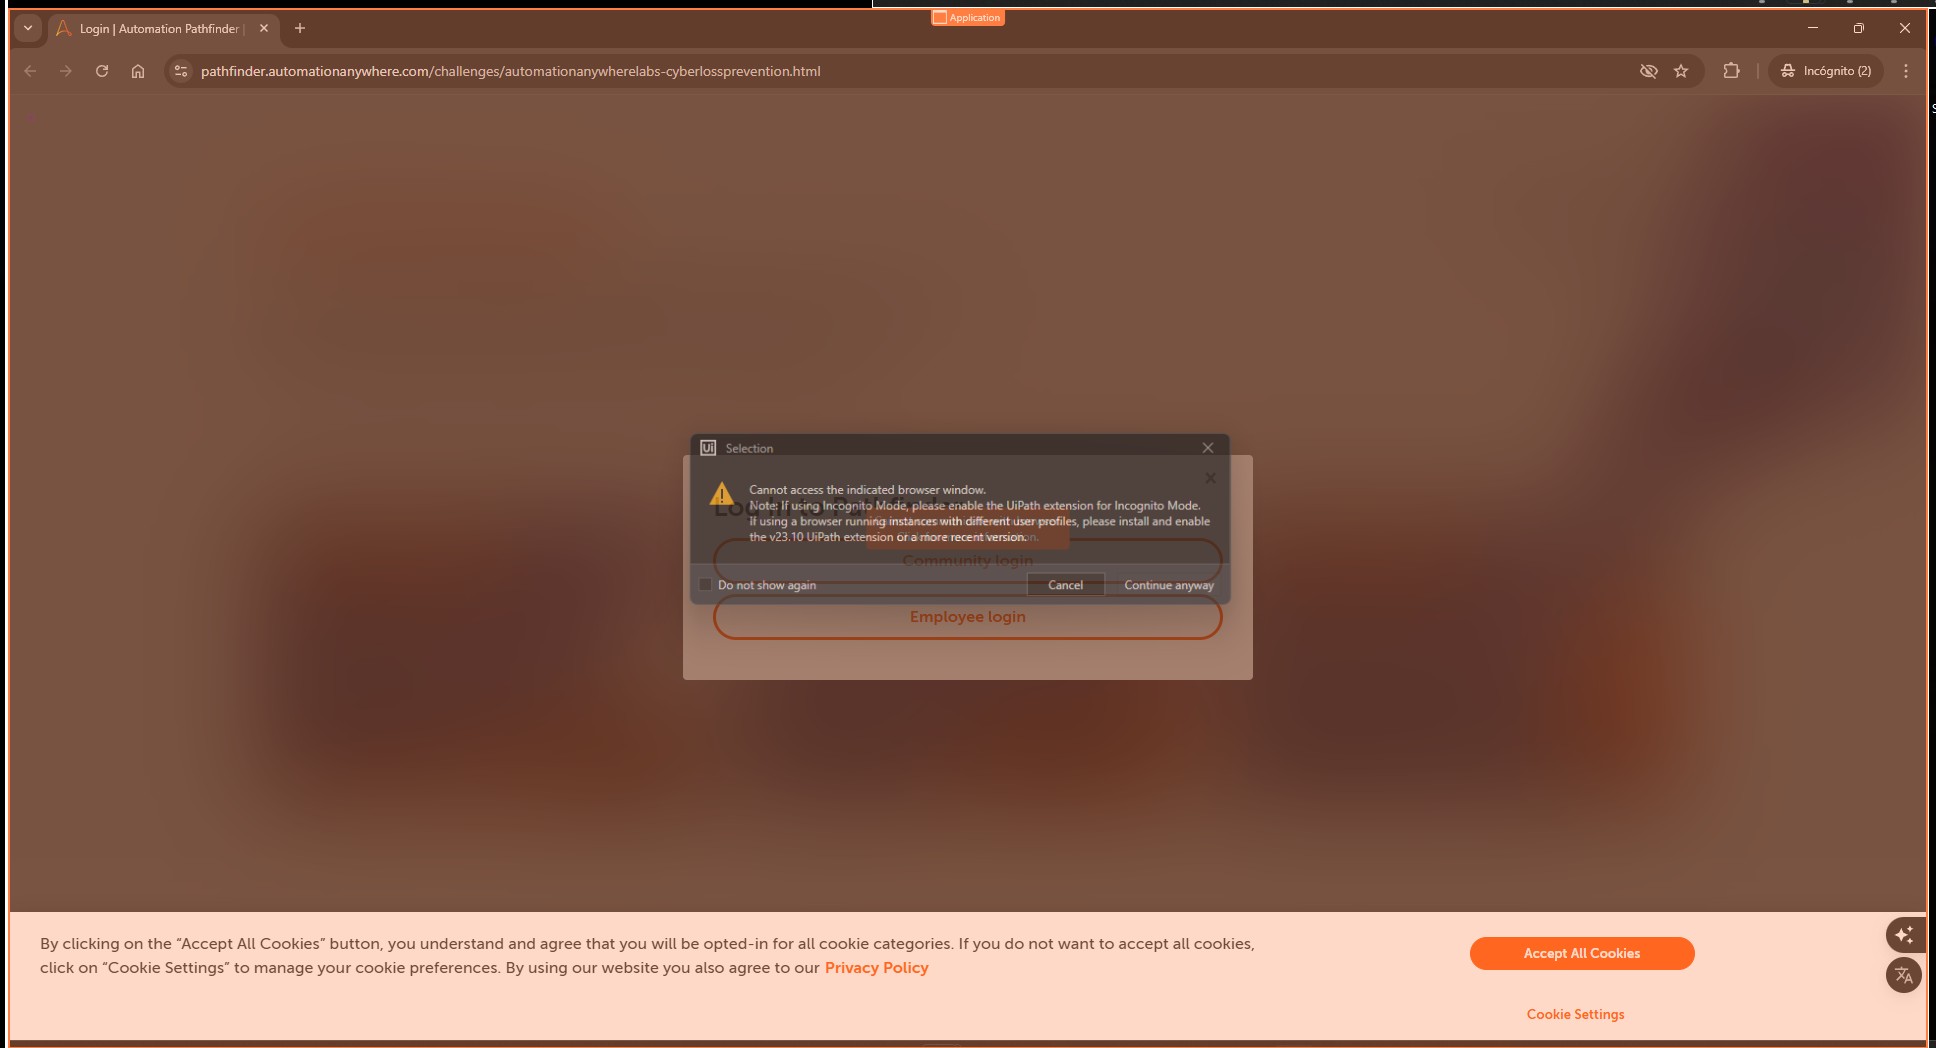 Application
Login | Automation Pathfinder |
pathfinder.automationanywhere.com/challenges/automationanywherelabs-cyberlossprevention.html
Incógnito (2)
Ui Selection
Cannot access the indicated browser window.
Note: If using Incognito Mode, please enable the UiPath extension for Incognito Mode.
If using a browser running instances with different user profiles, please install and enable
the v23.10 UiPath extension or a more recent version.
Log in to Pathfinder
Community login
Do not show again
Cancel
Continue anyway
Employee login
By clicking on the “Accept All Cookies” button, you understand and agree that you will be opted-in for all cookie categories. If you do not want to accept all cookies,
click on “Cookie Settings” to manage your cookie preferences. By using our website you also agree to our Privacy Policy
Accept All Cookies
Cookie Settings